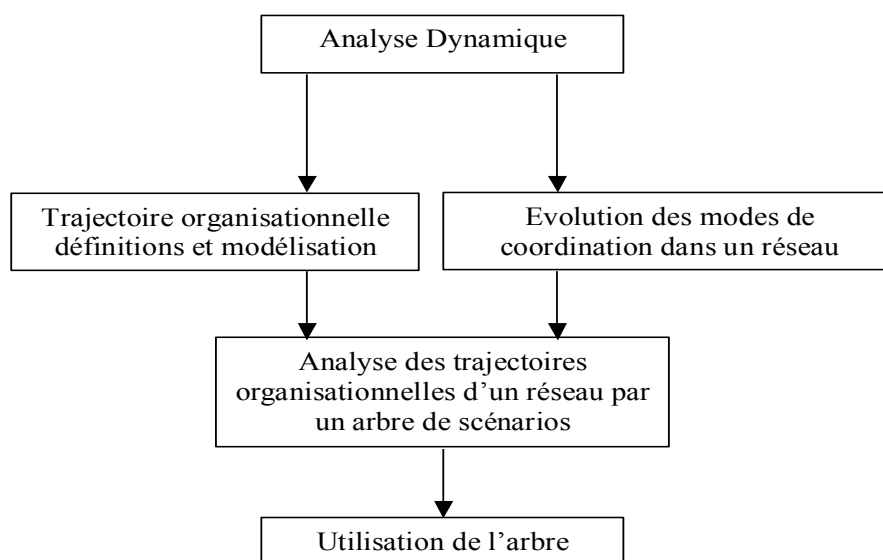 Analyse Dynamique
Trajectoire organisationnelle
définitions et modélisation
Evolution des modes de
coordination dans un réseau
Analyse des trajectoires
organisationnelles d’un réseau par
un arbre de scénarios
Utilisation de l’arbre